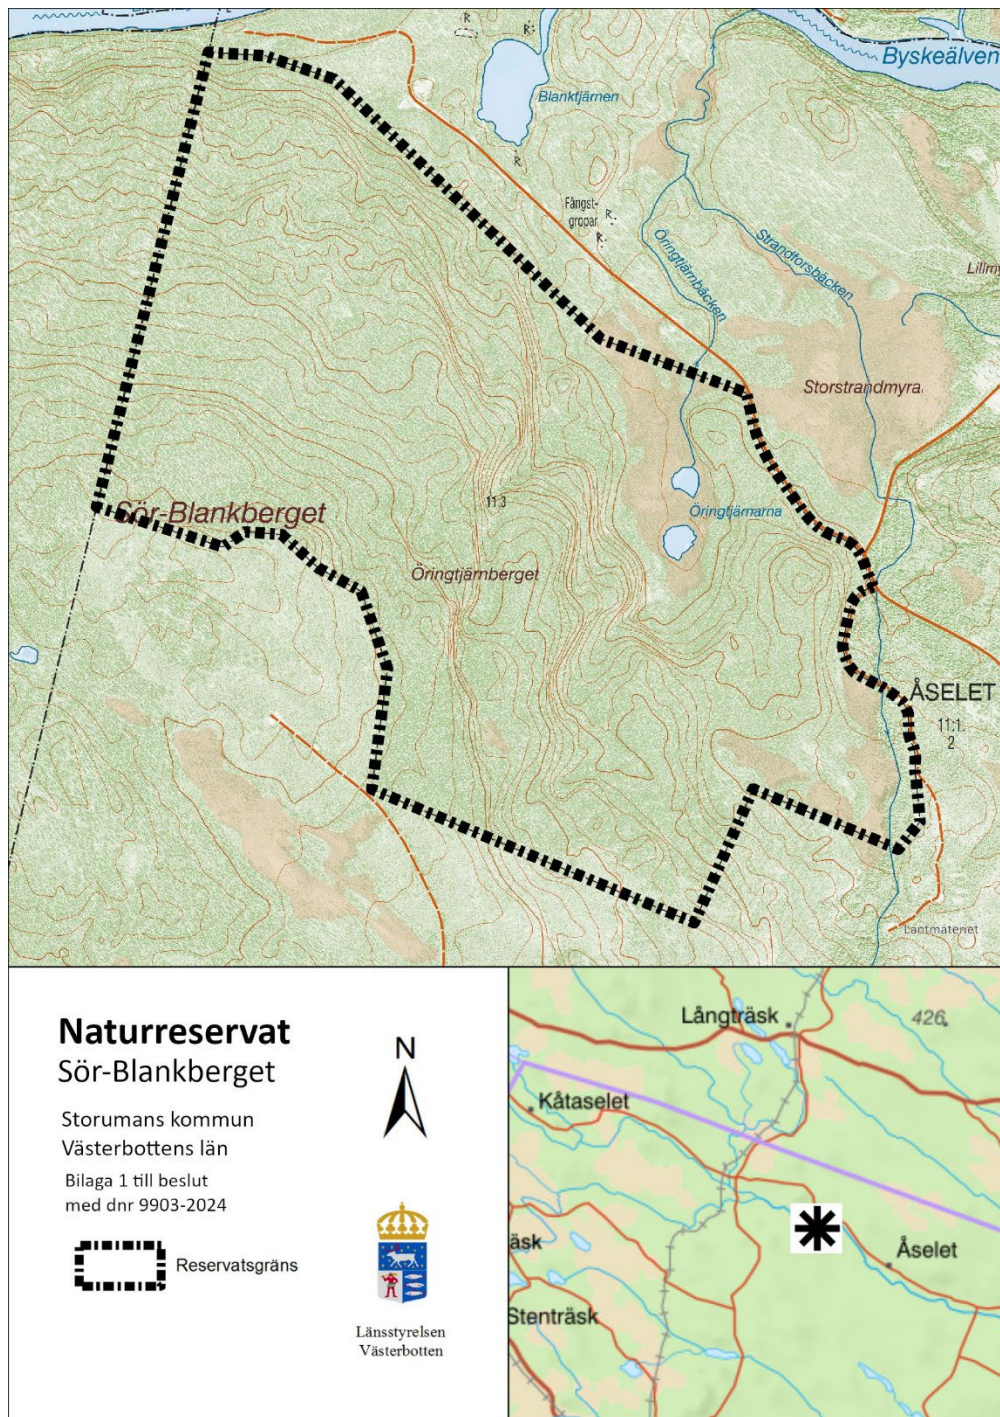 R
R
Byskeälven
Blanktjärnen
R
Fångst-
gropar
R
R
Öringtjärnbäcken
Strandforsbäcken
Storstrandmyra
Sör-Blankberget
11:3
Öringtjärnarna
Öringtjärnberget
ÅSELET
11:1.
2
Lantmäteriet
Naturreservat
Sör-Blankberget
Storumans kommun
Västerbottens län
Bilaga 1 till beslut
med dnr 9903-2024
Reservatsgräns
N
Länsstyrelsen
Västerbotten
Långträsk
426
Kåtaselet
äsk
Åselet
Stenträsk